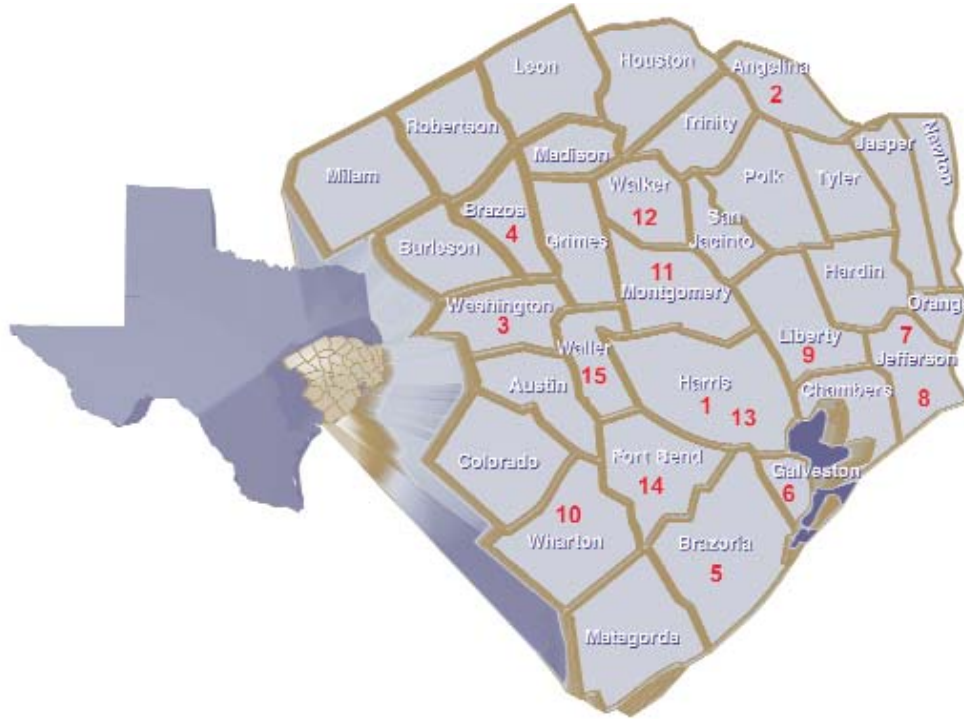 Leon
Houston
Angelina
2
Robertson
Trinity
Jasper
Newton
Milam
Madison
Walker
Polk
Tyler
Brazos
12
San
Jacinto
4
Burleson
Grimes
11
Hardin
Montgomery
Washington
Orang
3
Liberty
7
Waller
9
Jefferson
15
Austin
Harris
Chambers
1
13
8
Colorado
Fort Bend
Galveston
14
6
10
Wharton
Brazoria
5
Matagorda